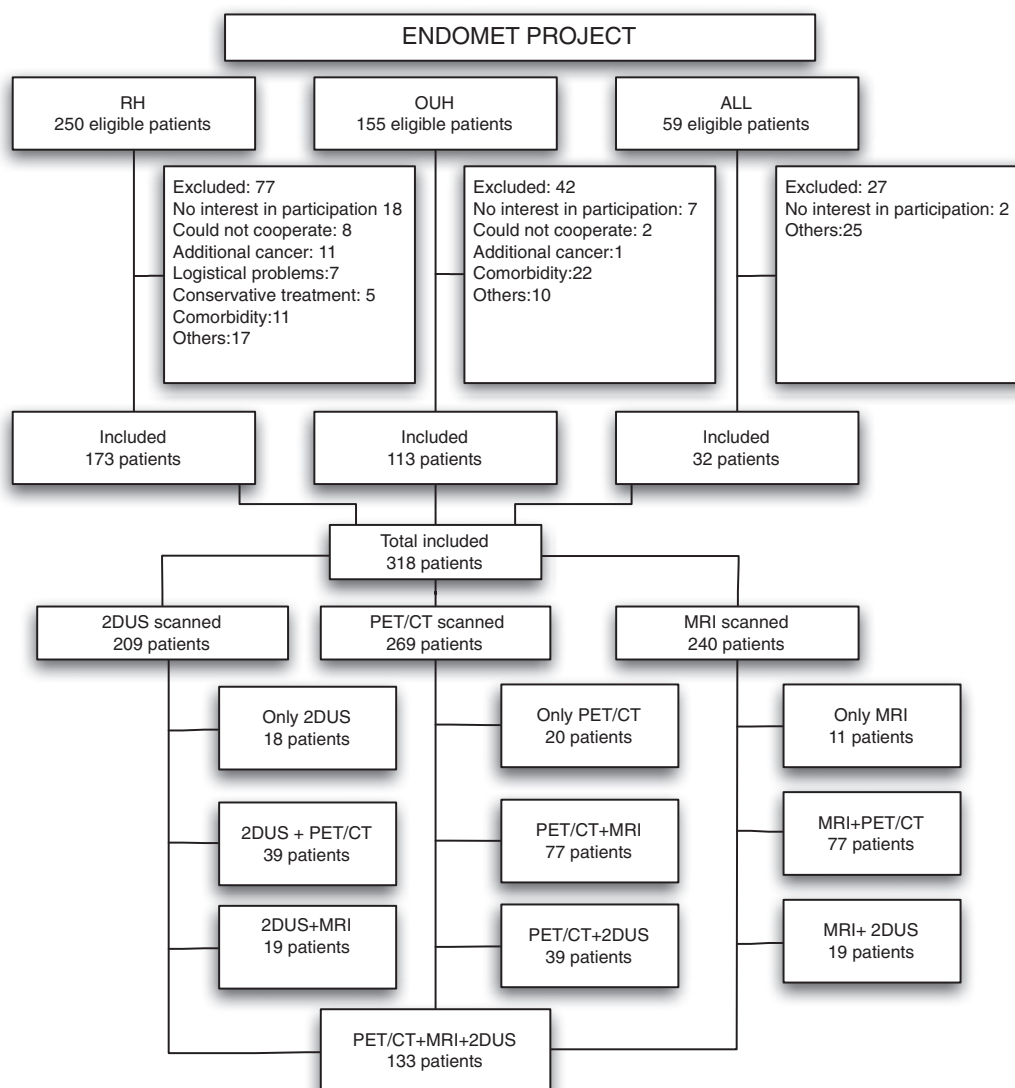 ENDOMET PROJECT
RH
250 eligible patients
OUH
155 eligible patients
ALL
59 eligible patients
Excluded: 77
No interest in participation 18
Could not cooperate: 8
Additional cancer: 11
Logistical problems:7
Conservative treatment: 5
Comorbidity:11
Others:17
Excluded: 42
No interest in participation: 7
Could not cooperate: 2
Additional cancer:1
Comorbidity:22
Others:10
Excluded: 27
No interest in participation: 2
Others:25
Included
173 patients
Included
113 patients
Included
32 patients
Total included
318 patients
2DUS scanned
209 patients
PET/CT scanned
269 patients
MRI scanned
240 patients
Only 2DUS
18 patients
Only PET/CT
20 patients
Only MRI
11 patients
2DUS + PET/CT
39 patients
PET/CT+MRI
77 patients
MRI+PET/CT
77 patients
2DUS+MRI
19 patients
PET/CT+2DUS
39 patients
MRI+ 2DUS
19 patients
PET/CT+MRI+2DUS
133 patients